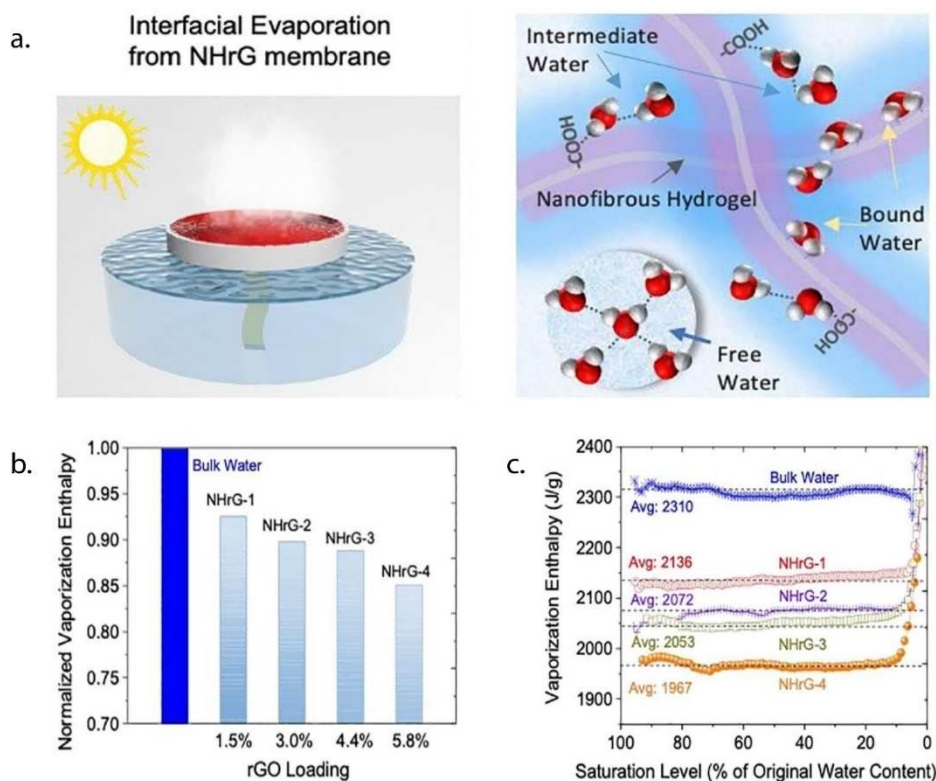 a.
Interfacial Evaporation
from NHrG membrane
Intermediate
Water
-COOH
HOOC-
Nanofibrous Hydrogel
Bound
Water
-COOH
Free
Water
b.
Normalized Vaporization Enthalpy
1.00
0.95
0.90
0.85
0.80
0.75
0.70
Bulk Water
NHrG-1
NHrG-2
NHrG-3
NHrG-4
1.5%
3.0%
4.4%
5.8%
rGO Loading
c.
Vaporization Enthalpy (J/g)
2400
2300
2200
2150
2100
2050
2000
1950
1900
Bulk Water
Avg: 2310
Avg: 2136
NHrG-1
NHrG-2
Avg: 2072
NHrG-3
Avg: 2053
NHrG-4
Avg: 1967
100
80
60
40
20
0
Saturation Level (% of Original Water Content)